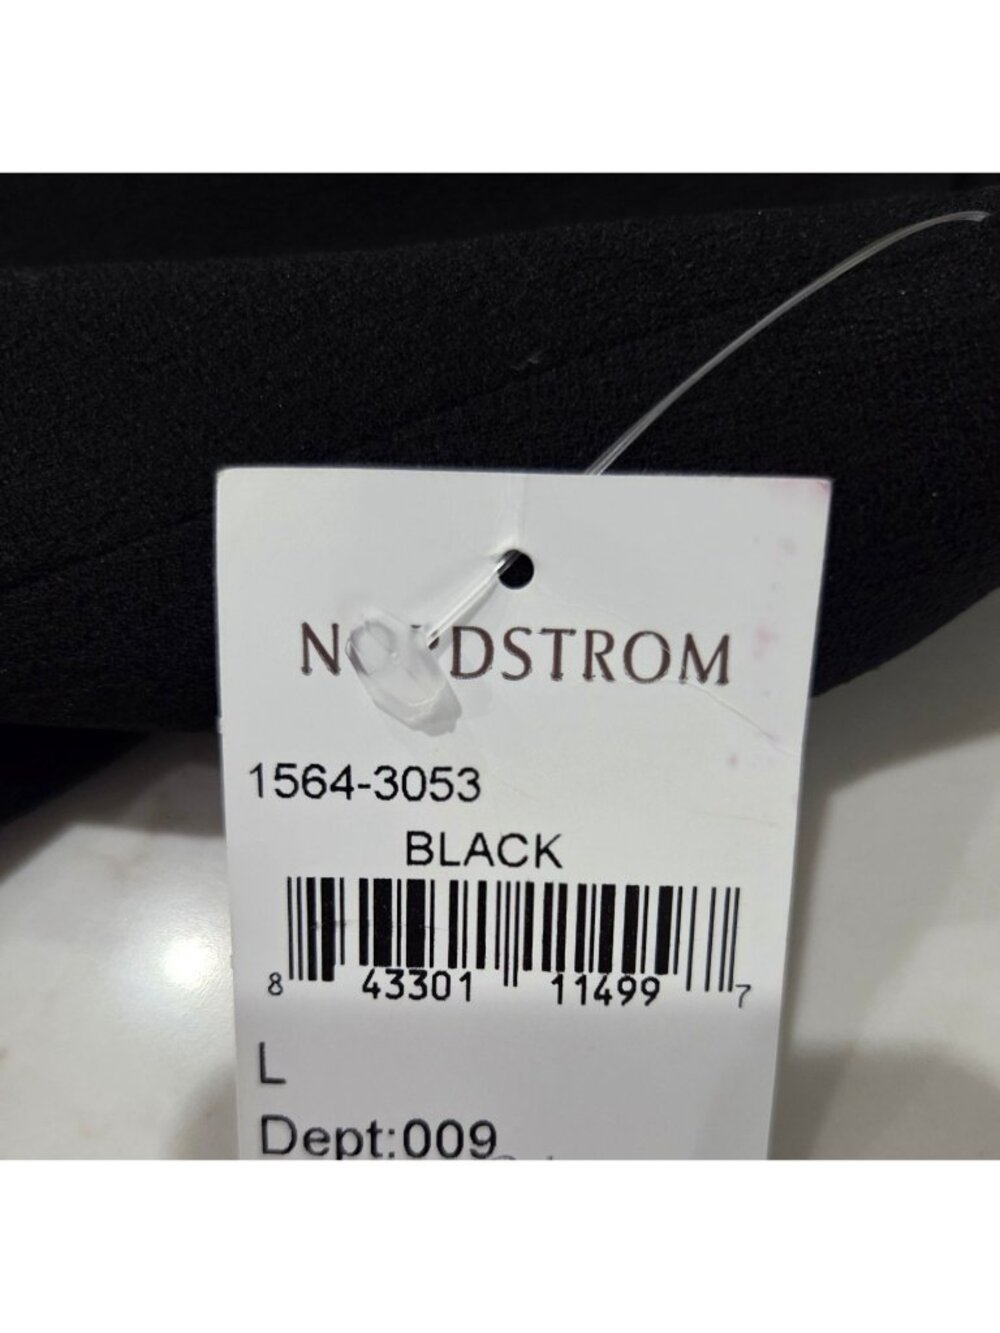 NORDSTROM
1564-3053
BLACK
8 43301 11499 7
L
Dept:009